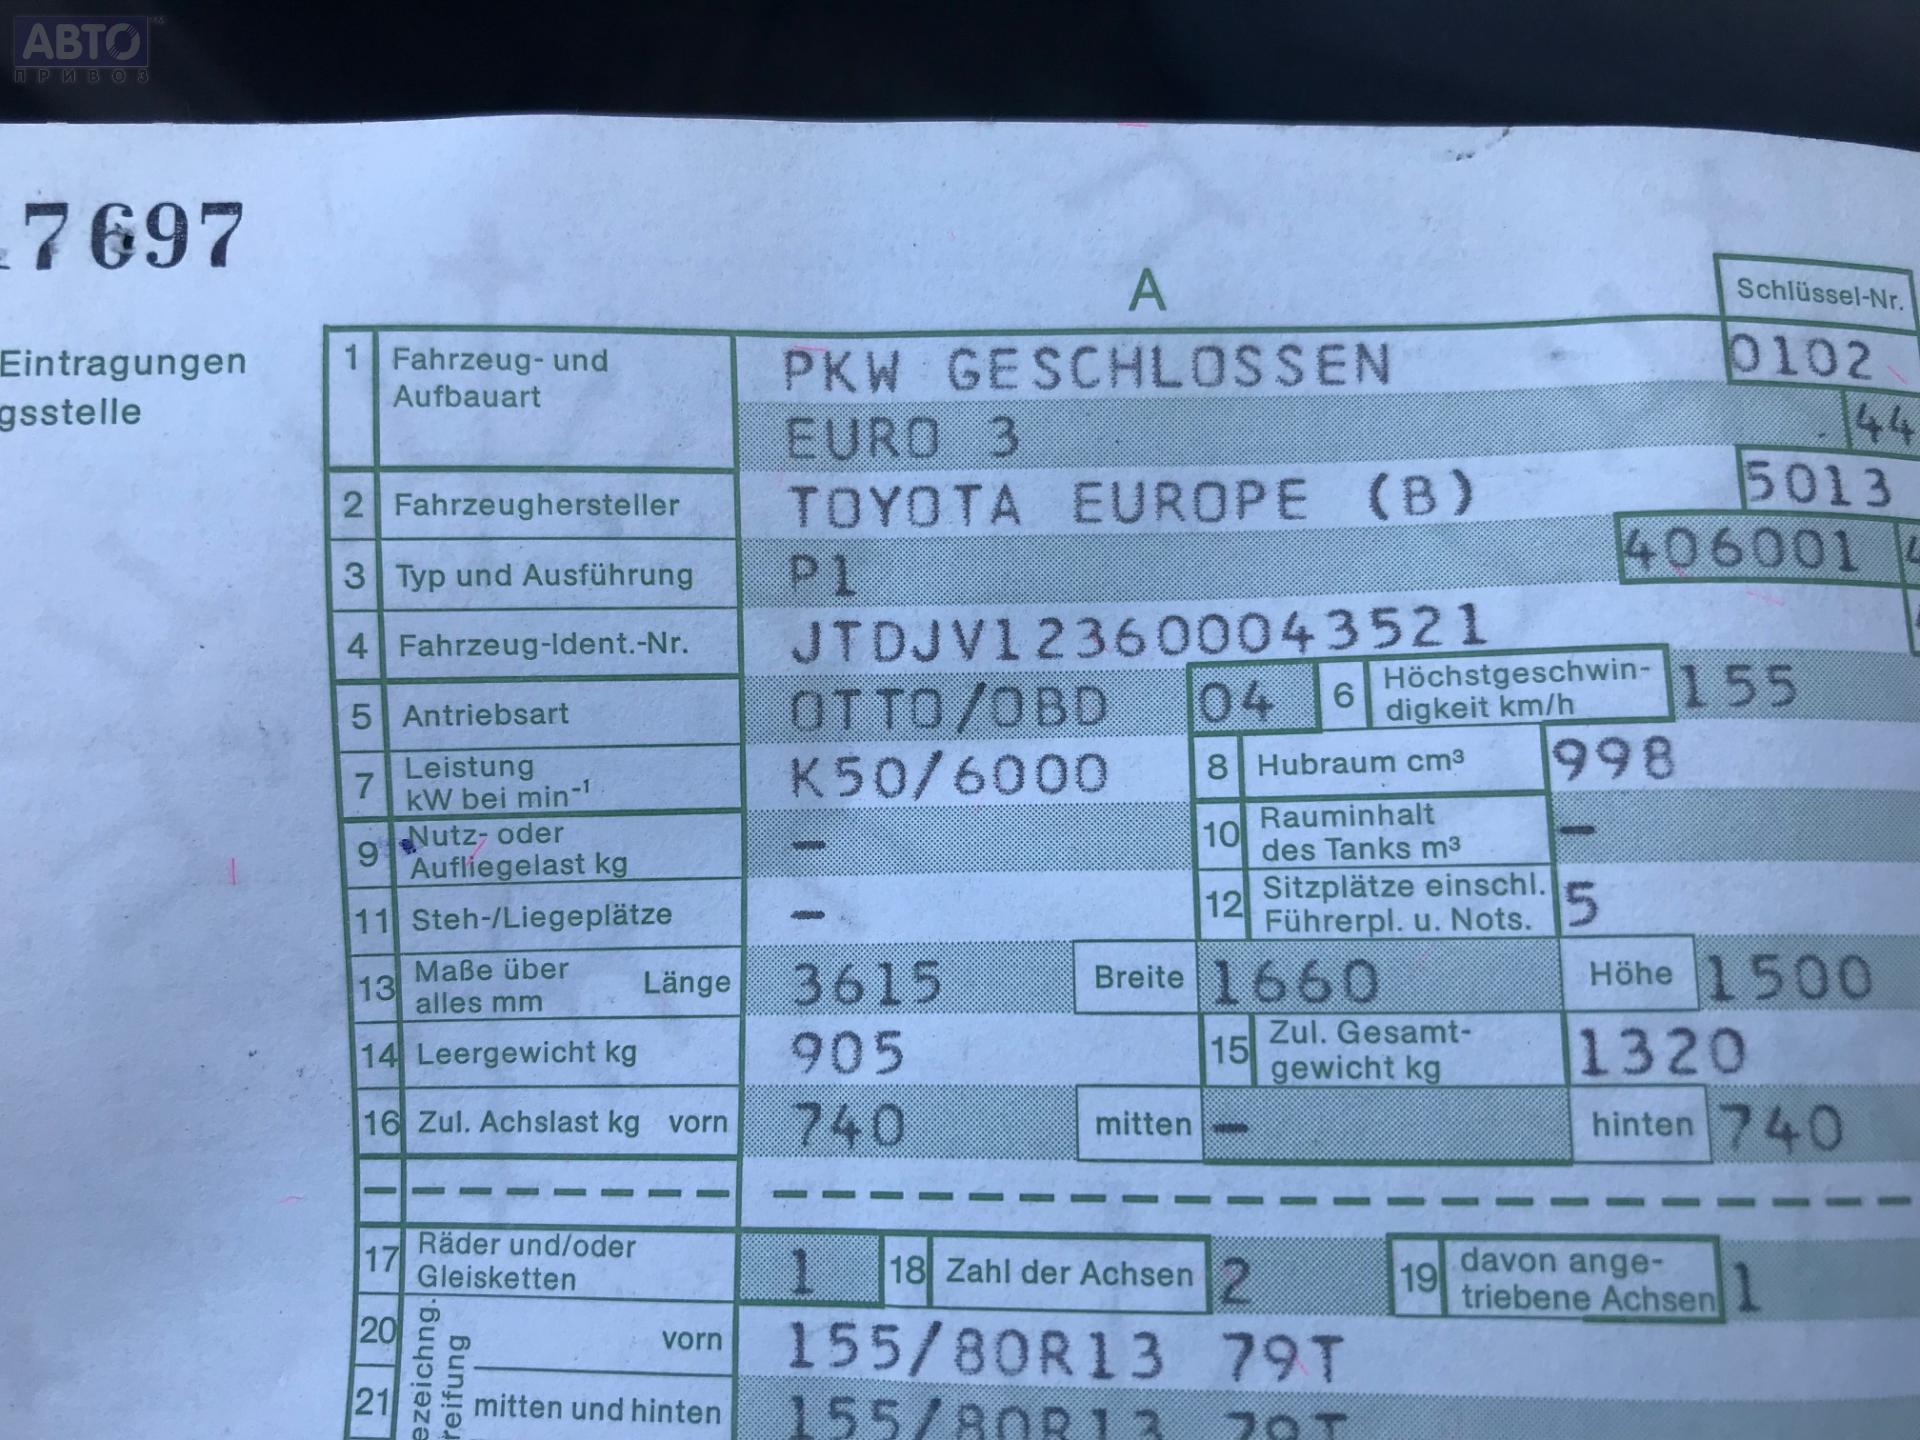 АВТО™
ПРИВОЗ
7697
Eintragungen
gsstelle
A
Schlüssel-Nr.
1 Fahrzeug- und Aufbauart PKW GESCHLOSSEN 0102
EURO 3 44
2 Fahrzeughersteller TOYOTA EUROPE (B) 5013
3 Typ und Ausführung P1 406001
4 Fahrzeug-Ident.-Nr. JTDJV123600043521
5 Antriebsart OTTO/OBD 04 6 Höchstgeschwin-digkeit km/h 155
7 Leistung kW bei min⁻¹ K50/6000 8 Hubraum cm³ 998
9 Nutz- oder Aufliegelast kg – 10 Rauminhalt des Tanks m³ –
11 Steh-/Liegeplätze – 12 Sitzplätze einschl. Führerpl. u. Nots. 5
13 Maße über alles mm Länge 3615 Breite 1660 Höhe 1500
14 Leergewicht kg 905 15 Zul. Gesamt-gewicht kg 1320
16 Zul. Achslast kg vorn 740 mitten – hinten 740
17 Räder und/oder Gleisketten 1 18 Zahl der Achsen 2 19 davon ange-triebene Achsen 1
20 vorn 155/80R13 79T
21 mitten und hinten 155/80R13 79T
ezeichng.
reifung